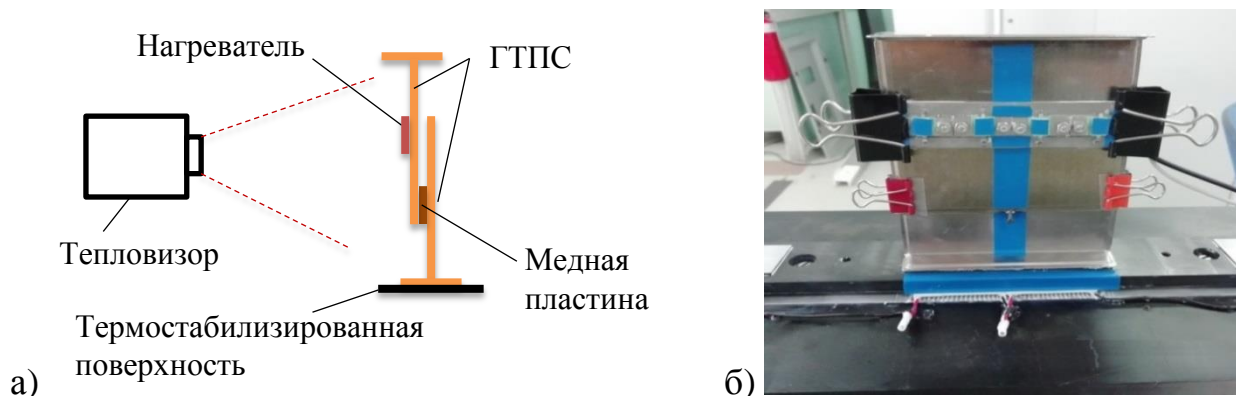 Нагреватель
ГТПС
Тепловизор
Медная
пластина
Термостабилизированная
поверхность
а)
б)